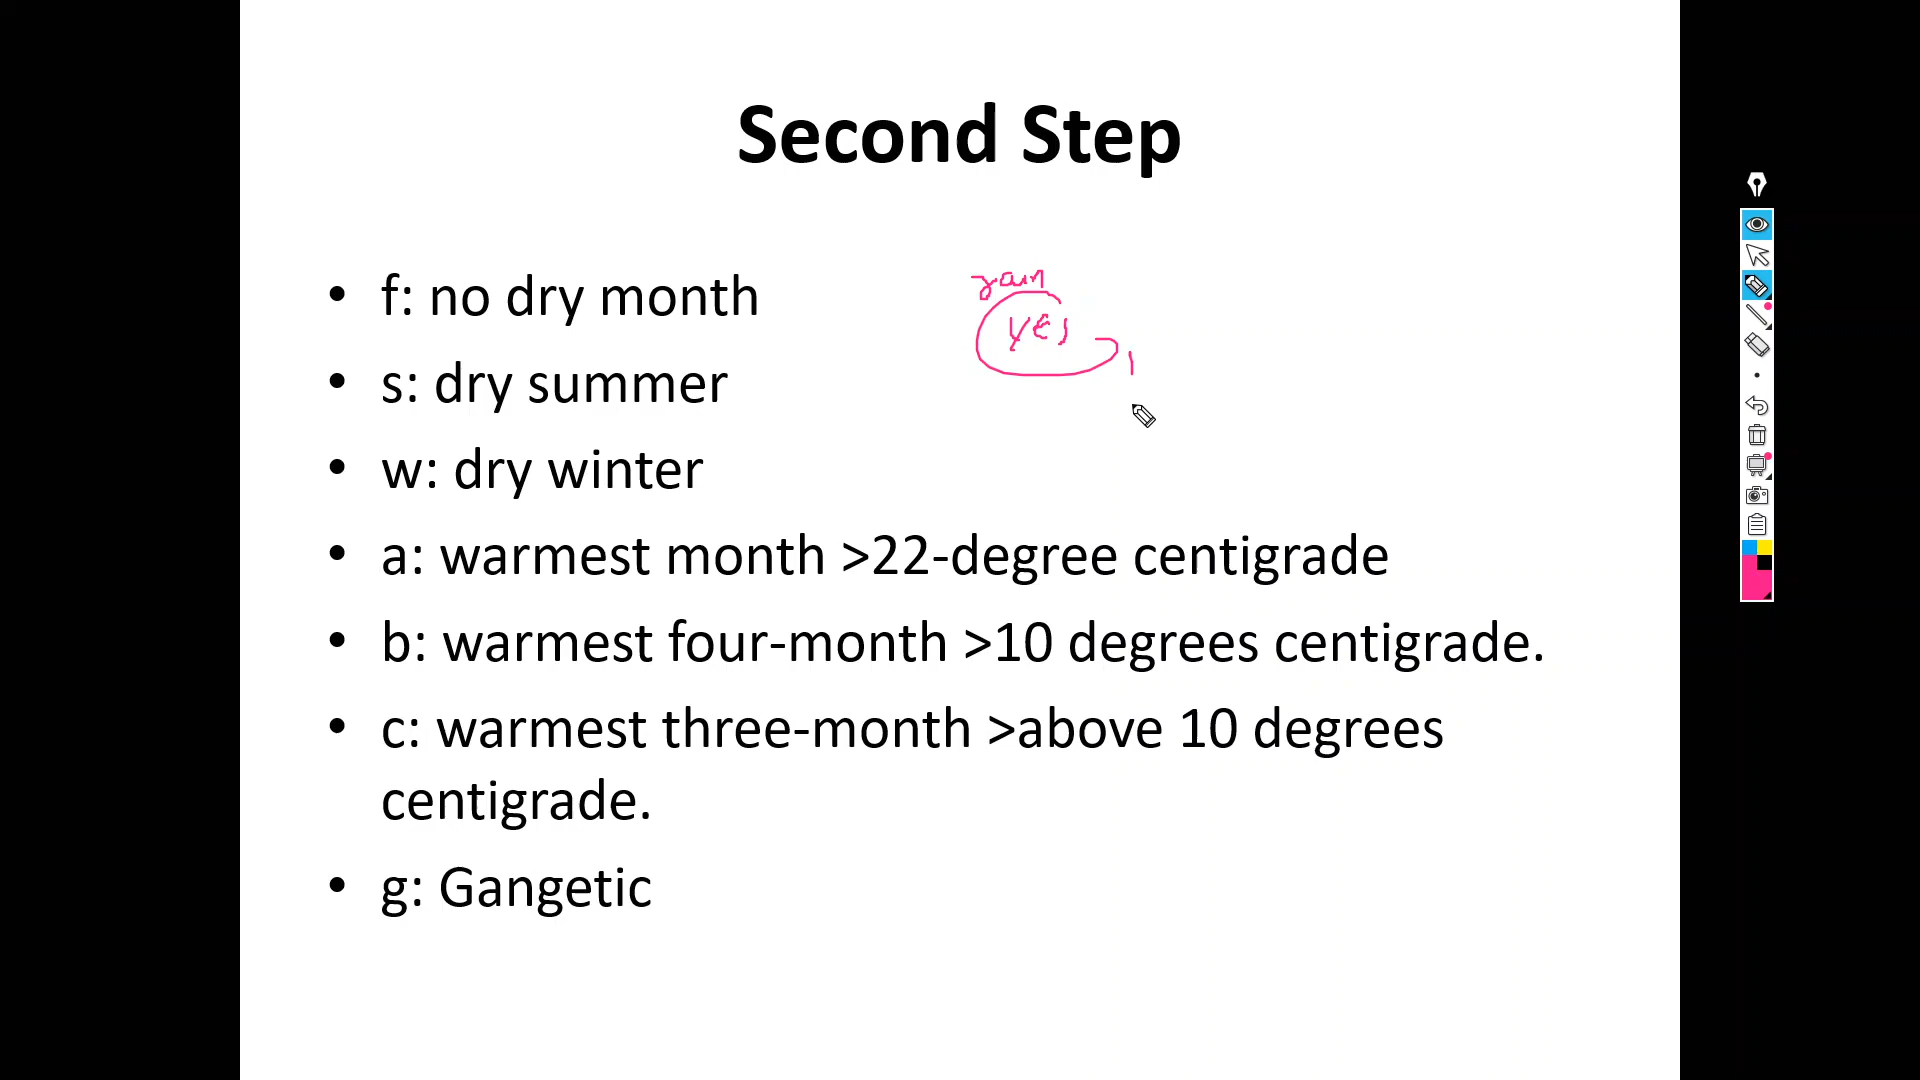 Second Step
• f: no dry month
rain
yes
• s: dry summer
• w: dry winter
• a: warmest month >22-degree centigrade
• b: warmest four-month >10 degrees centigrade.
• c: warmest three-month >above 10 degrees
centigrade.
• g: Gangetic